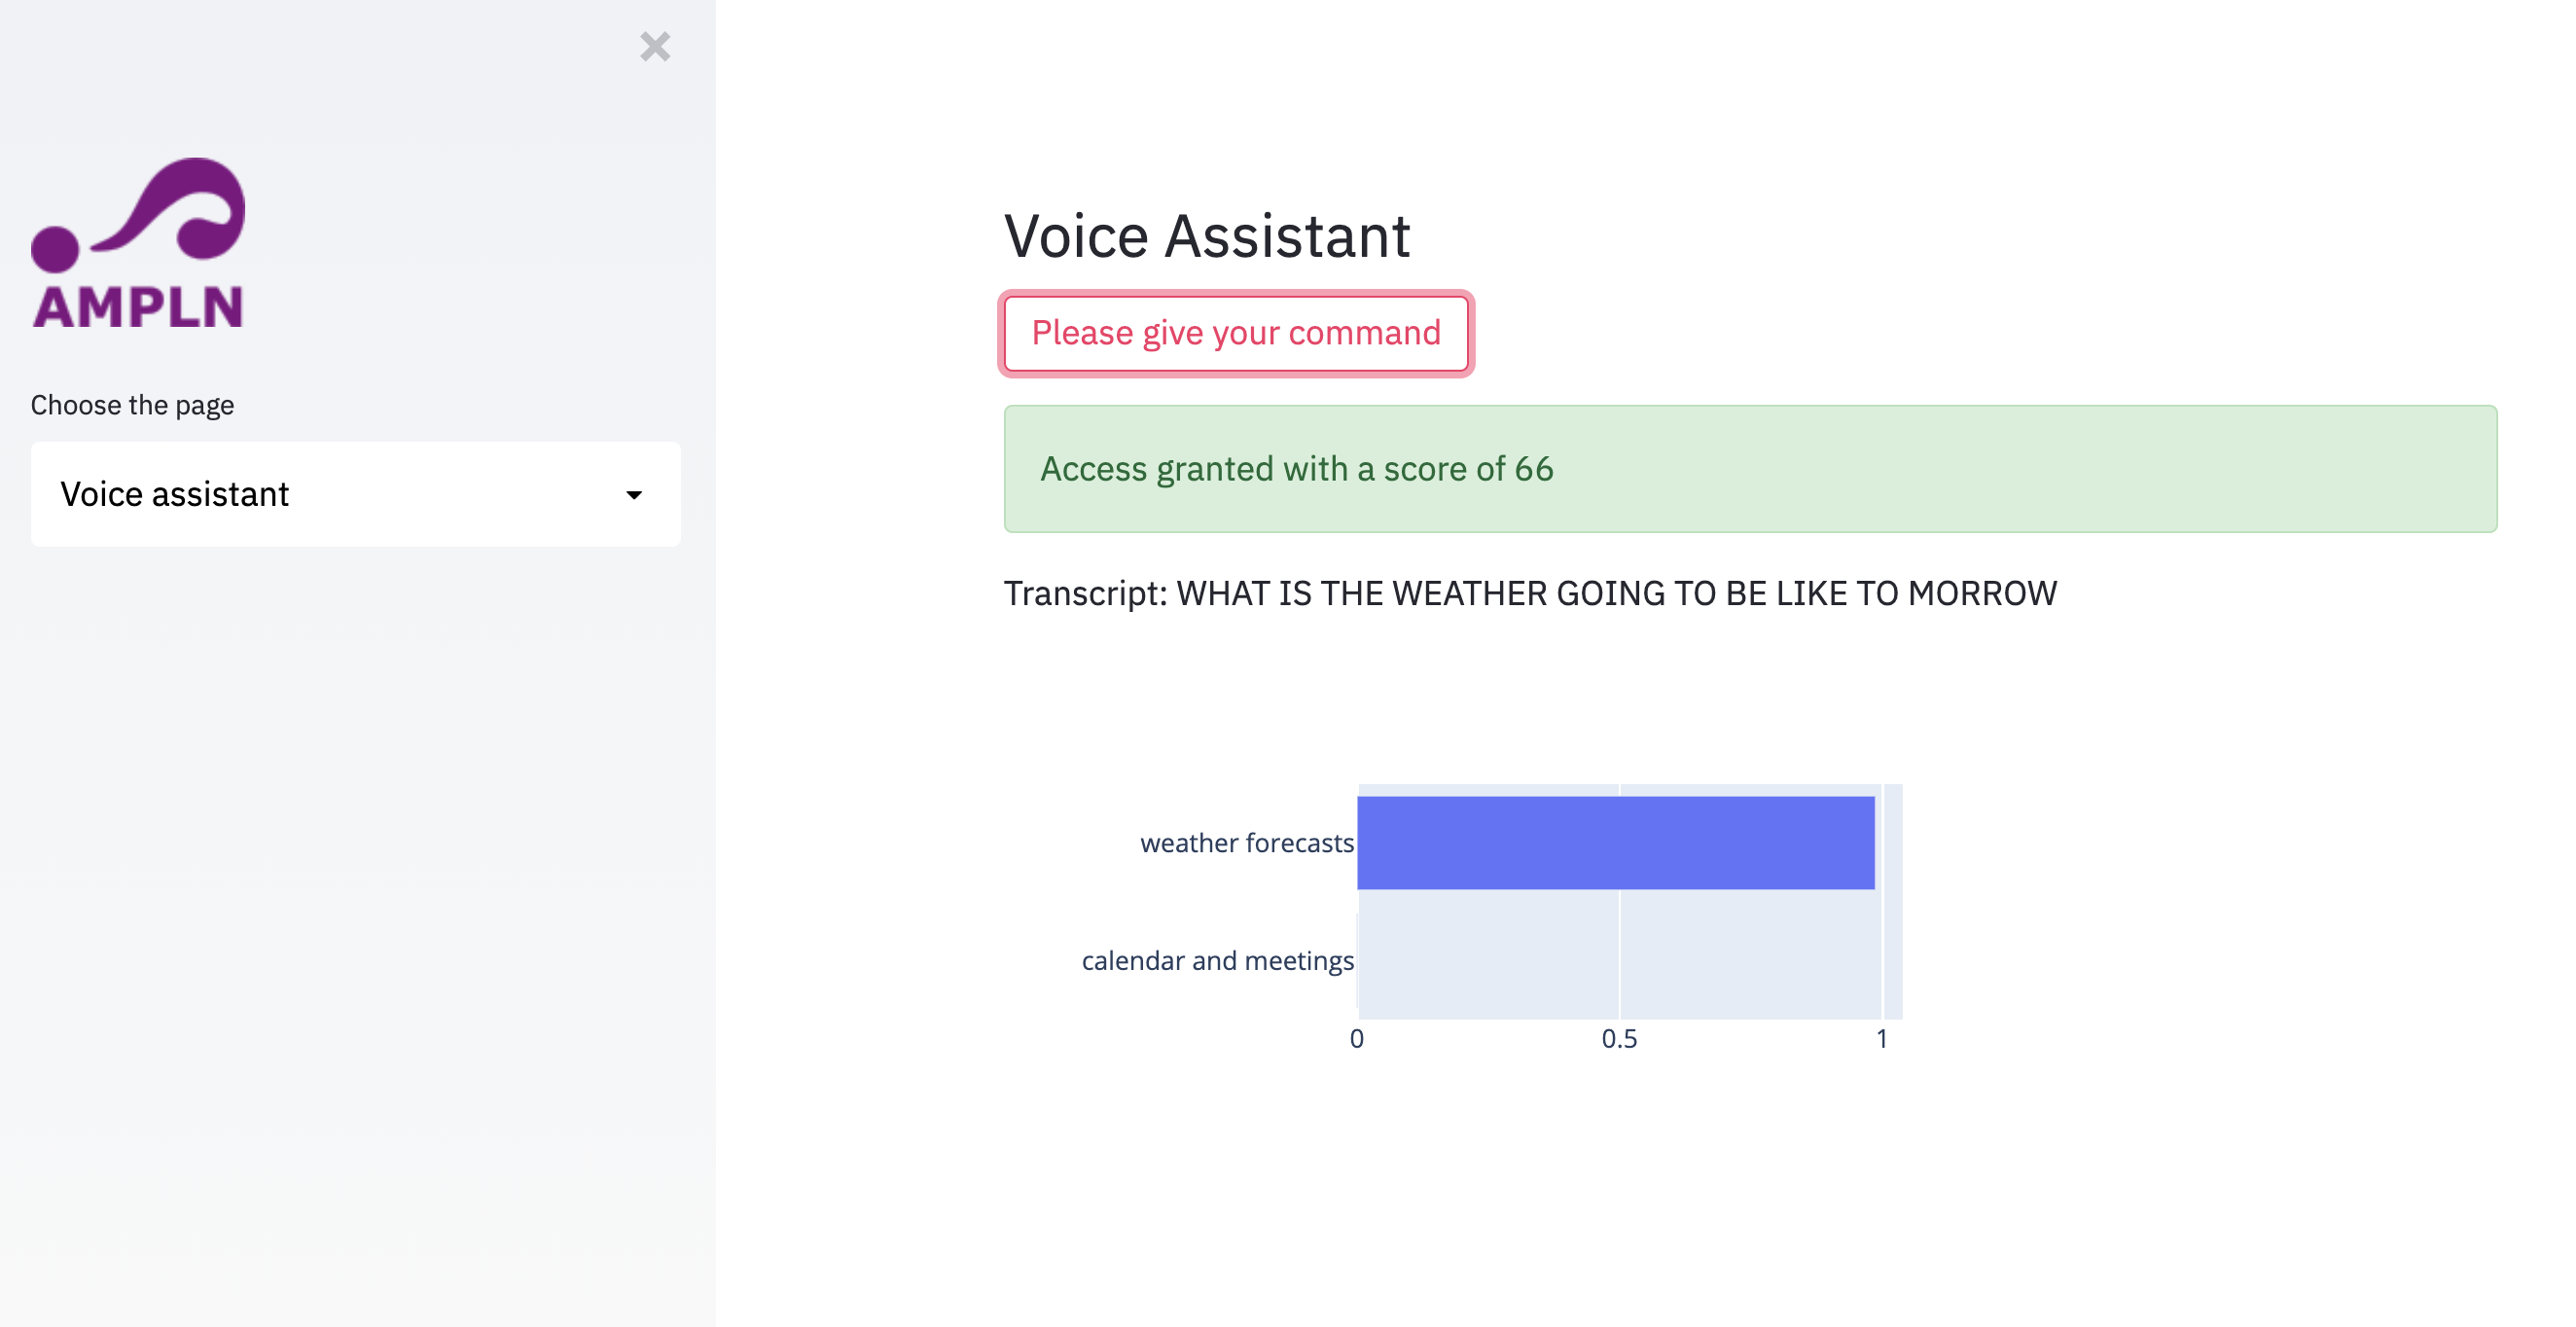 AMPLN
Choose the page
Voice assistant
Voice Assistant
Please give your command
Access granted with a score of 66
Transcript: WHAT IS THE WEATHER GOING TO BE LIKE TO MORROW
weather forecasts
calendar and meetings
0 0.5 1